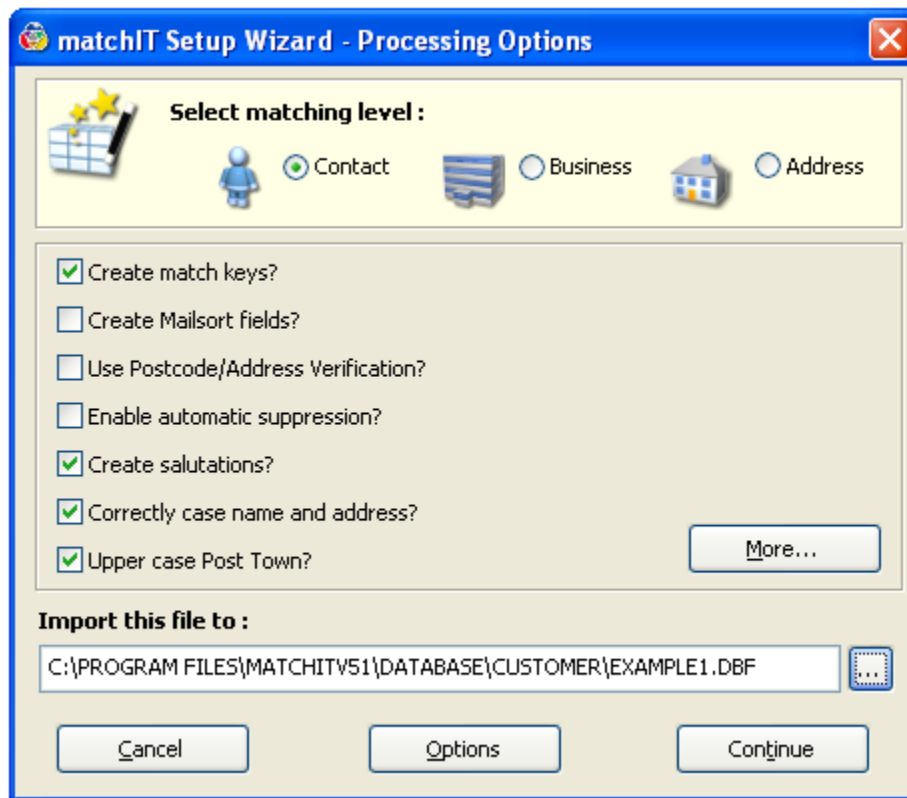 matchIT Setup Wizard - Processing Options
Select matching level :
Contact Business Address
Create match keys?
Create Mailsort fields?
Use Postcode/Address Verification?
Enable automatic suppression?
Create salutations?
Correctly case name and address?
Upper case Post Town?
More...
Import this file to :
C:\PROGRAM FILES\MATCHITV51\DATABASE\CUSTOMER\EXAMPLE1.DBF ...
Cancel Options Continue